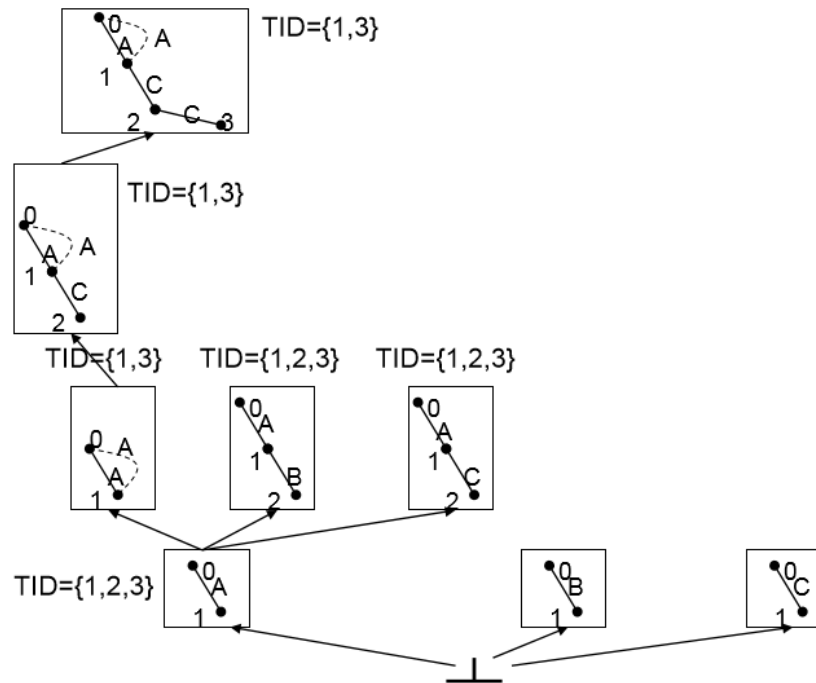 0 A A TID={1,3}
1 C
2 C 3
TID={1,3}
0
A A
1 C
2
TID={1,3} TID={1,2,3} TID={1,2,3}
0 0
A A
0 A 1 1
A B C
1 2 2
TID={1,2,3} 0 A 0 B 0 C
1 1 1